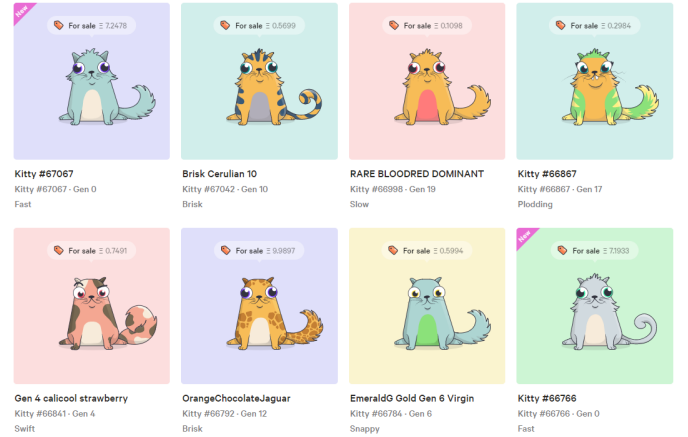 New
For sale Ξ 7.2478
For sale Ξ 0.5699
For sale Ξ 0.1098
For sale Ξ 0.2984
Kitty #67067
Brisk Cerulian 10
RARE BLOODRED DOMINANT
Kitty #66867
Kitty #67067 · Gen 0
Kitty #67042 · Gen 10
Kitty #66998 · Gen 19
Kitty #66867 · Gen 17
Fast
Brisk
Slow
Plodding
For sale Ξ 0.7491
For sale Ξ 9.9897
For sale Ξ 0.5994
New
For sale Ξ 7.1933
Gen 4 calicool strawberry
OrangeChocolateJaguar
EmeraldG Gold Gen 6 Virgin
Kitty #66766
Kitty #66841 · Gen 4
Kitty #66792 · Gen 12
Kitty #66784 · Gen 6
Kitty #66766 · Gen 0
Swift
Brisk
Snappy
Fast